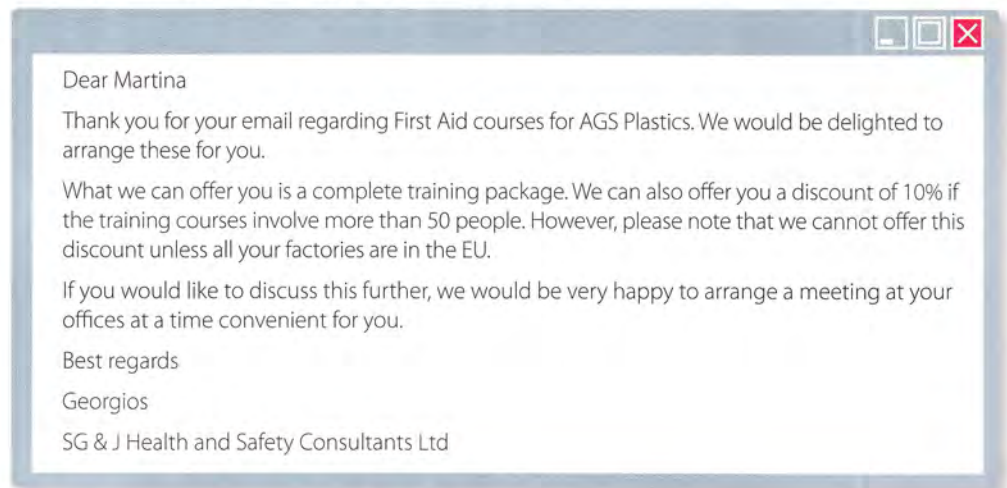 Dear Martina
Thank you for your email regarding First Aid courses for AGS Plastics. We would be delighted to
arrange these for you.
What we can offer you is a complete training package. We can also offer you a discount of 10% if
the training courses involve more than 50 people. However, please note that we cannot offer this
discount unless all your factories are in the EU.
If you would like to discuss this further, we would be very happy to arrange a meeting at your
offices at a time convenient for you.
Best regards
Georgios
SG & J Health and Safety Consultants Ltd